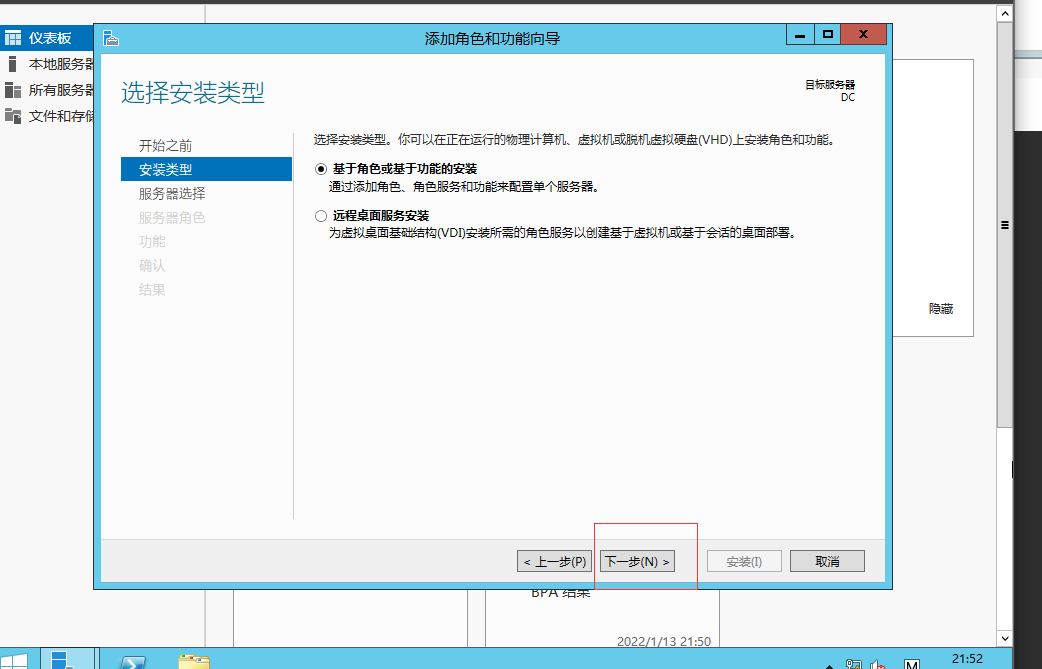 仪表板
本地服务器
所有服务器
文件和存储
添加角色和功能向导
选择安装类型
目标服务器
DC
开始之前
安装类型
服务器选择
服务器角色
功能
确认
结果
选择安装类型。你可以在正在运行的物理计算机、虚拟机或脱机虚拟硬盘(VHD)上安装角色和功能。
基于角色或基于功能的安装
通过添加角色、角色服务和功能来配置单个服务器。
远程桌面服务安装
为虚拟桌面基础结构(VDI)安装所需的角色服务以创建基于虚拟机或基于会话的桌面部署。
隐藏
< 上一步(P)
下一步(N) >
安装(I)
取消
BPA 结果
2022/1/13 21:50
M
21:52